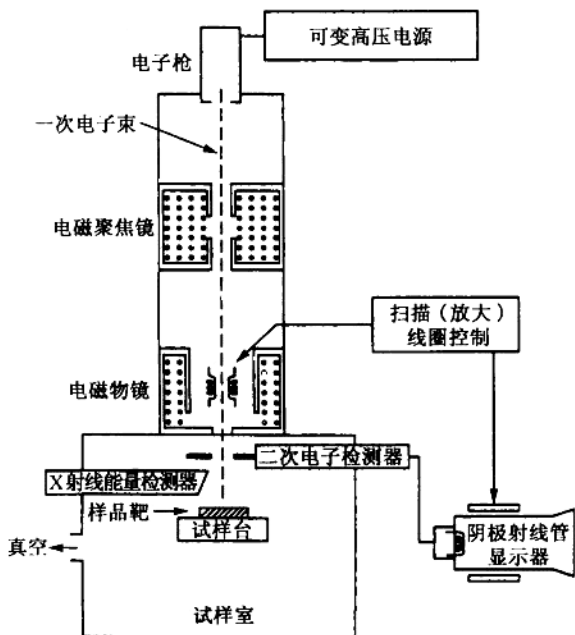 可变高压电源
电子枪
一次电子束
电磁聚焦镜
扫描（放大）
线圈控制
电磁物镜
二次电子检测器
X射线能量检测器
样品靶
试样台
阴极射线管
显示器
真空
试样室